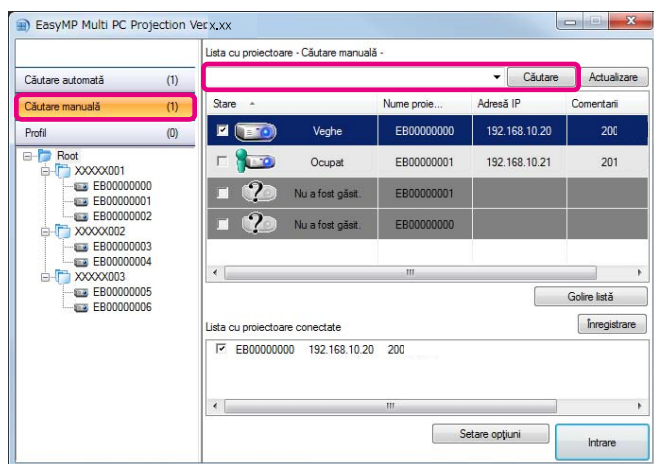 EasyMP Multi PC Projection Ver.x.xx
Lista cu proiectoare - Căutare manuală -
Căutare automată (1)
Căutare manuală (1)
Profil (0)
Căutare
Actualizare
Root
XXXXX001
EB00000000
EB00000001
EB00000002
XXXXX002
EB00000003
EB00000004
XXXXX003
EB00000005
EB00000006
Stare Nume proie... Adresă IP Comentarii
Veghe EB00000000 192.168.10.20 200
Ocupat EB00000001 192.168.10.21 201
Nu a fost găsit. EB00000001
Nu a fost găsit. EB00000000
Golire listă
Lista cu proiectoare conectate
Înregistrare
EB00000000 192.168.10.20 200
Setare opţiuni
Intrare